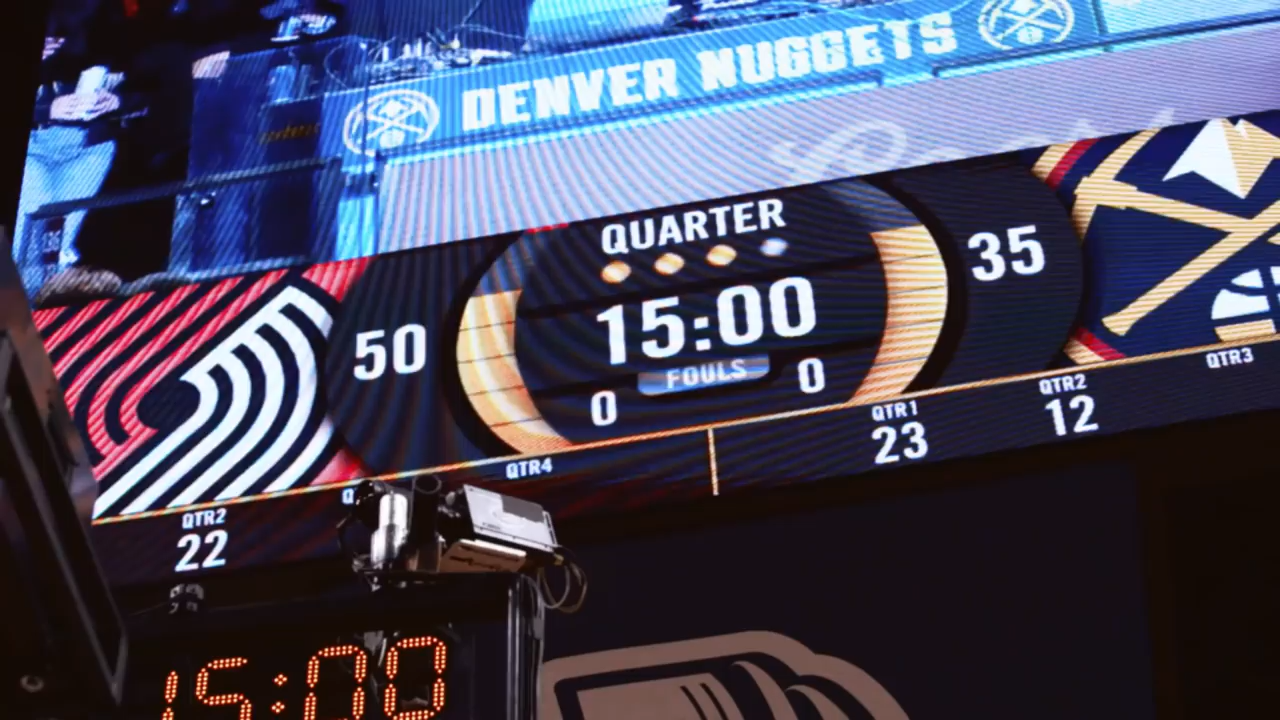 DENVER NUGGETS
QUARTER
50
15:00
35
FOULS
0
0
QTR2
22
QTR4
QTR1
23
QTR2
12
QTR3
15:00